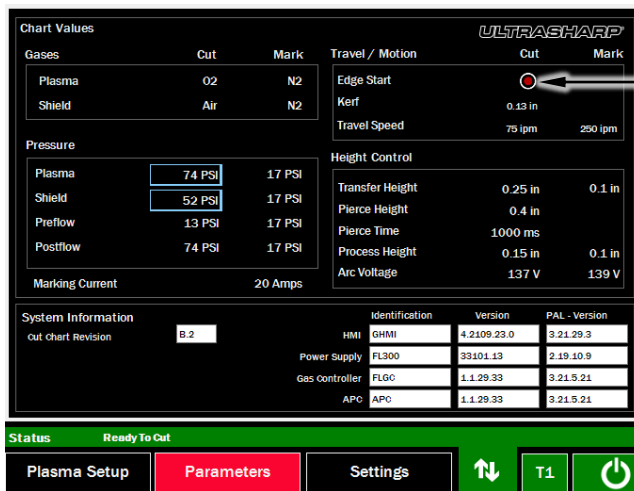 Chart Values
ULTRASHARP
Gases Cut Mark
Plasma O2 N2
Shield Air N2
Travel / Motion Cut Mark
Edge Start
Kerf 0.13 in
Travel Speed 75 ipm 250 ipm
Pressure
Plasma 74 PSI 17 PSI
Shield 52 PSI 17 PSI
Preflow 13 PSI 17 PSI
Postflow 74 PSI 17 PSI
Marking Current 20 Amps
Height Control
Transfer Height 0.25 in 0.1 in
Pierce Height 0.4 in
Pierce Time 1000 ms
Process Height 0.15 in 0.1 in
Arc Voltage 137 V 139 V
System Information
Cut Chart Revision B.2
Identification Version PAL - Version
HMI GHMI 4.2109.23.0 3.21.29.3
Power Supply FL300 33101.13 2.19.10.9
Gas Controller FLGC 1.1.29.33 3.21.5.21
APC APC 1.1.29.33 3.21.5.21
Status Ready To Cut
Plasma Setup Parameters Settings T1